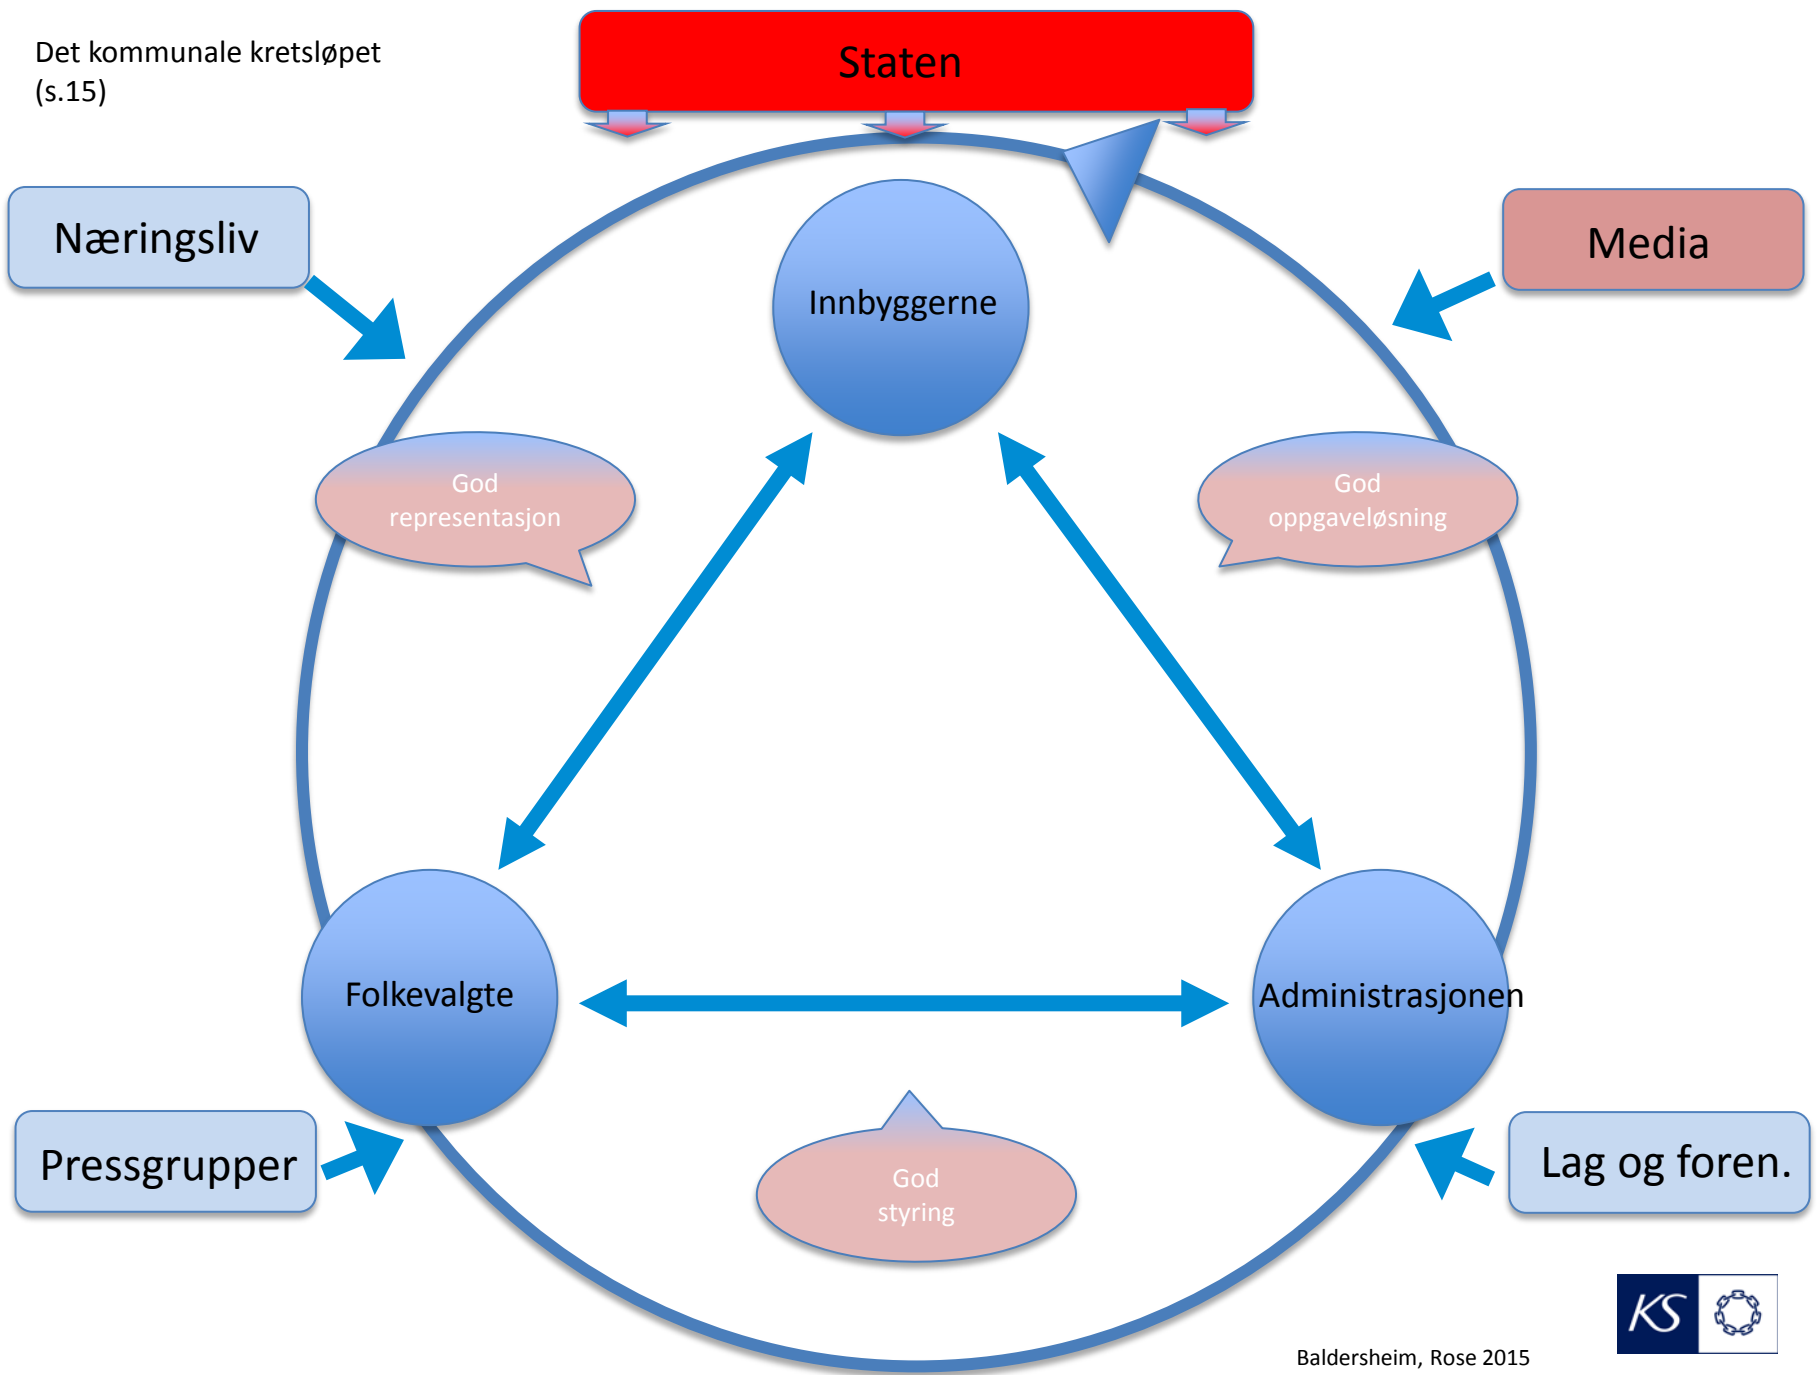 Det kommunale kretsløpet
(s.15)
Staten
Næringsliv
Media
Innbyggerne
God
representasjon
God
oppgaveløsning
Folkevalgte
Administrasjonen
Pressgrupper
God
styring
Lag og foren.
KS
Baldersheim, Rose 2015